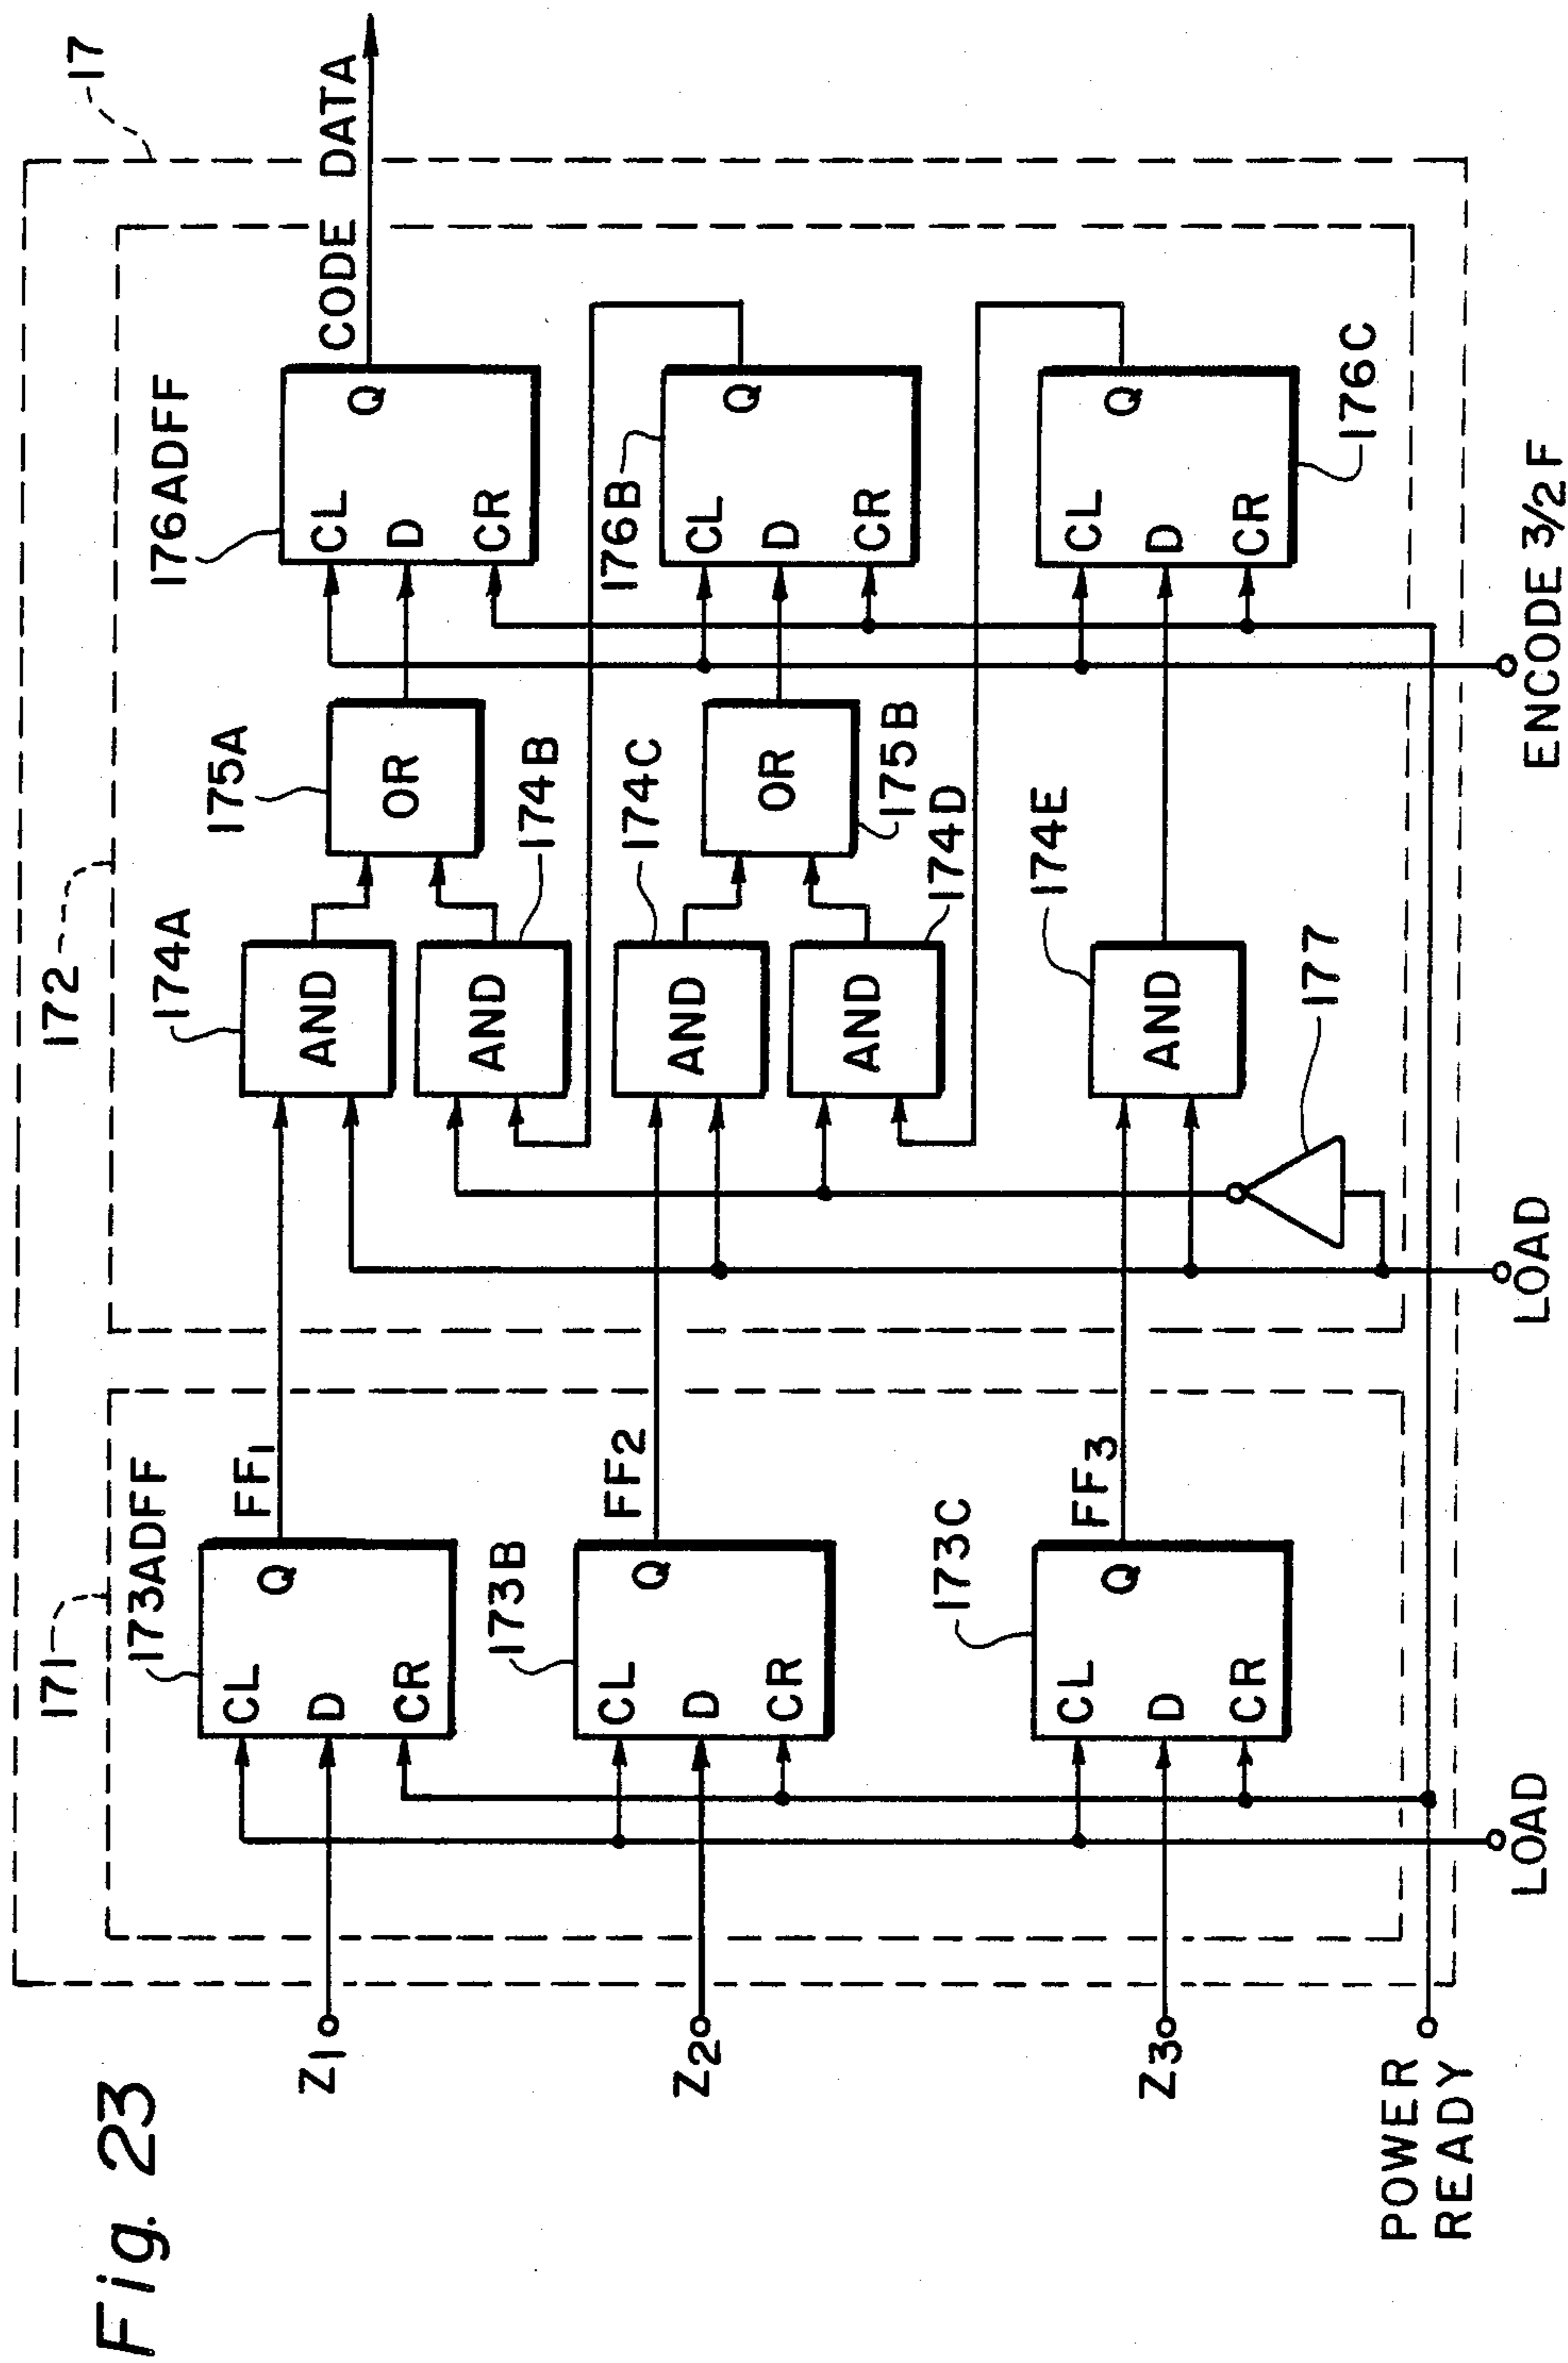 Fig. 23
17
172
171
173ADFF
CL
D
CR
Q
FF1
174A
AND
AND
174B
175A
OR
176ADFF
CL
D
CR
Q
CODE DATA
173B
CL
D
CR
Q
FF2
174C
AND
AND
174D
OR
175B
176B
CL
D
CR
Q
173C
CL
D
CR
Q
FF3
174E
AND
177
CL
D
CR
Q
176C
Z1
Z2
Z3
POWER
READY
LOAD
LOAD
ENCODE 3/2 F